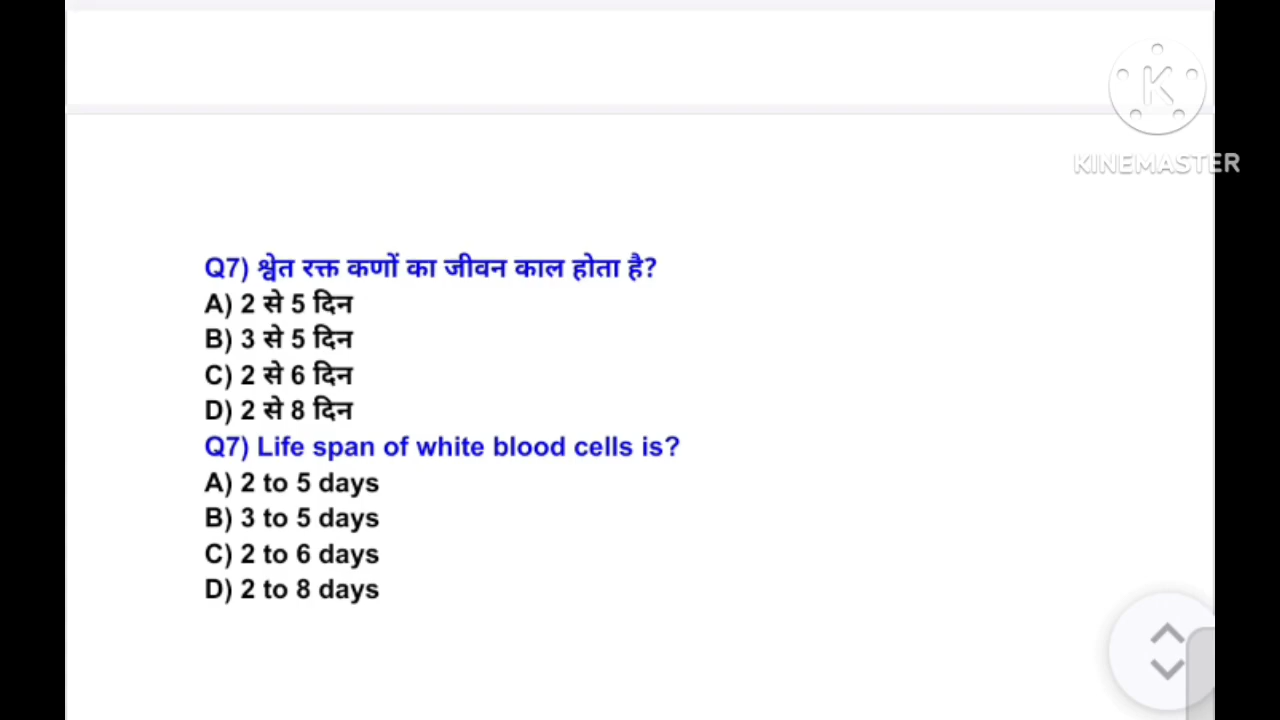 KINEMASTER
Q7) श्वेत रक्त कणों का जीवन काल होता है?
A) 2 से 5 दिन
B) 3 से 5 दिन
C) 2 से 6 दिन
D) 2 से 8 दिन
Q7) Life span of white blood cells is?
A) 2 to 5 days
B) 3 to 5 days
C) 2 to 6 days
D) 2 to 8 days